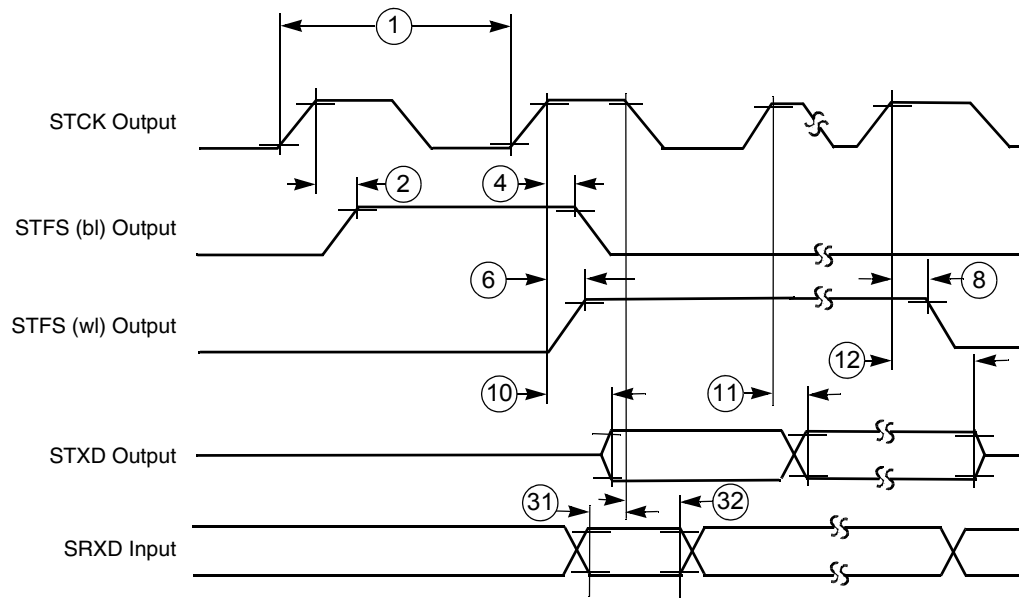 1
STCK Output
2
4
STFS (bl) Output
6
8
STFS (wl) Output
12
10
11
STXD Output
31
32
SRXD Input